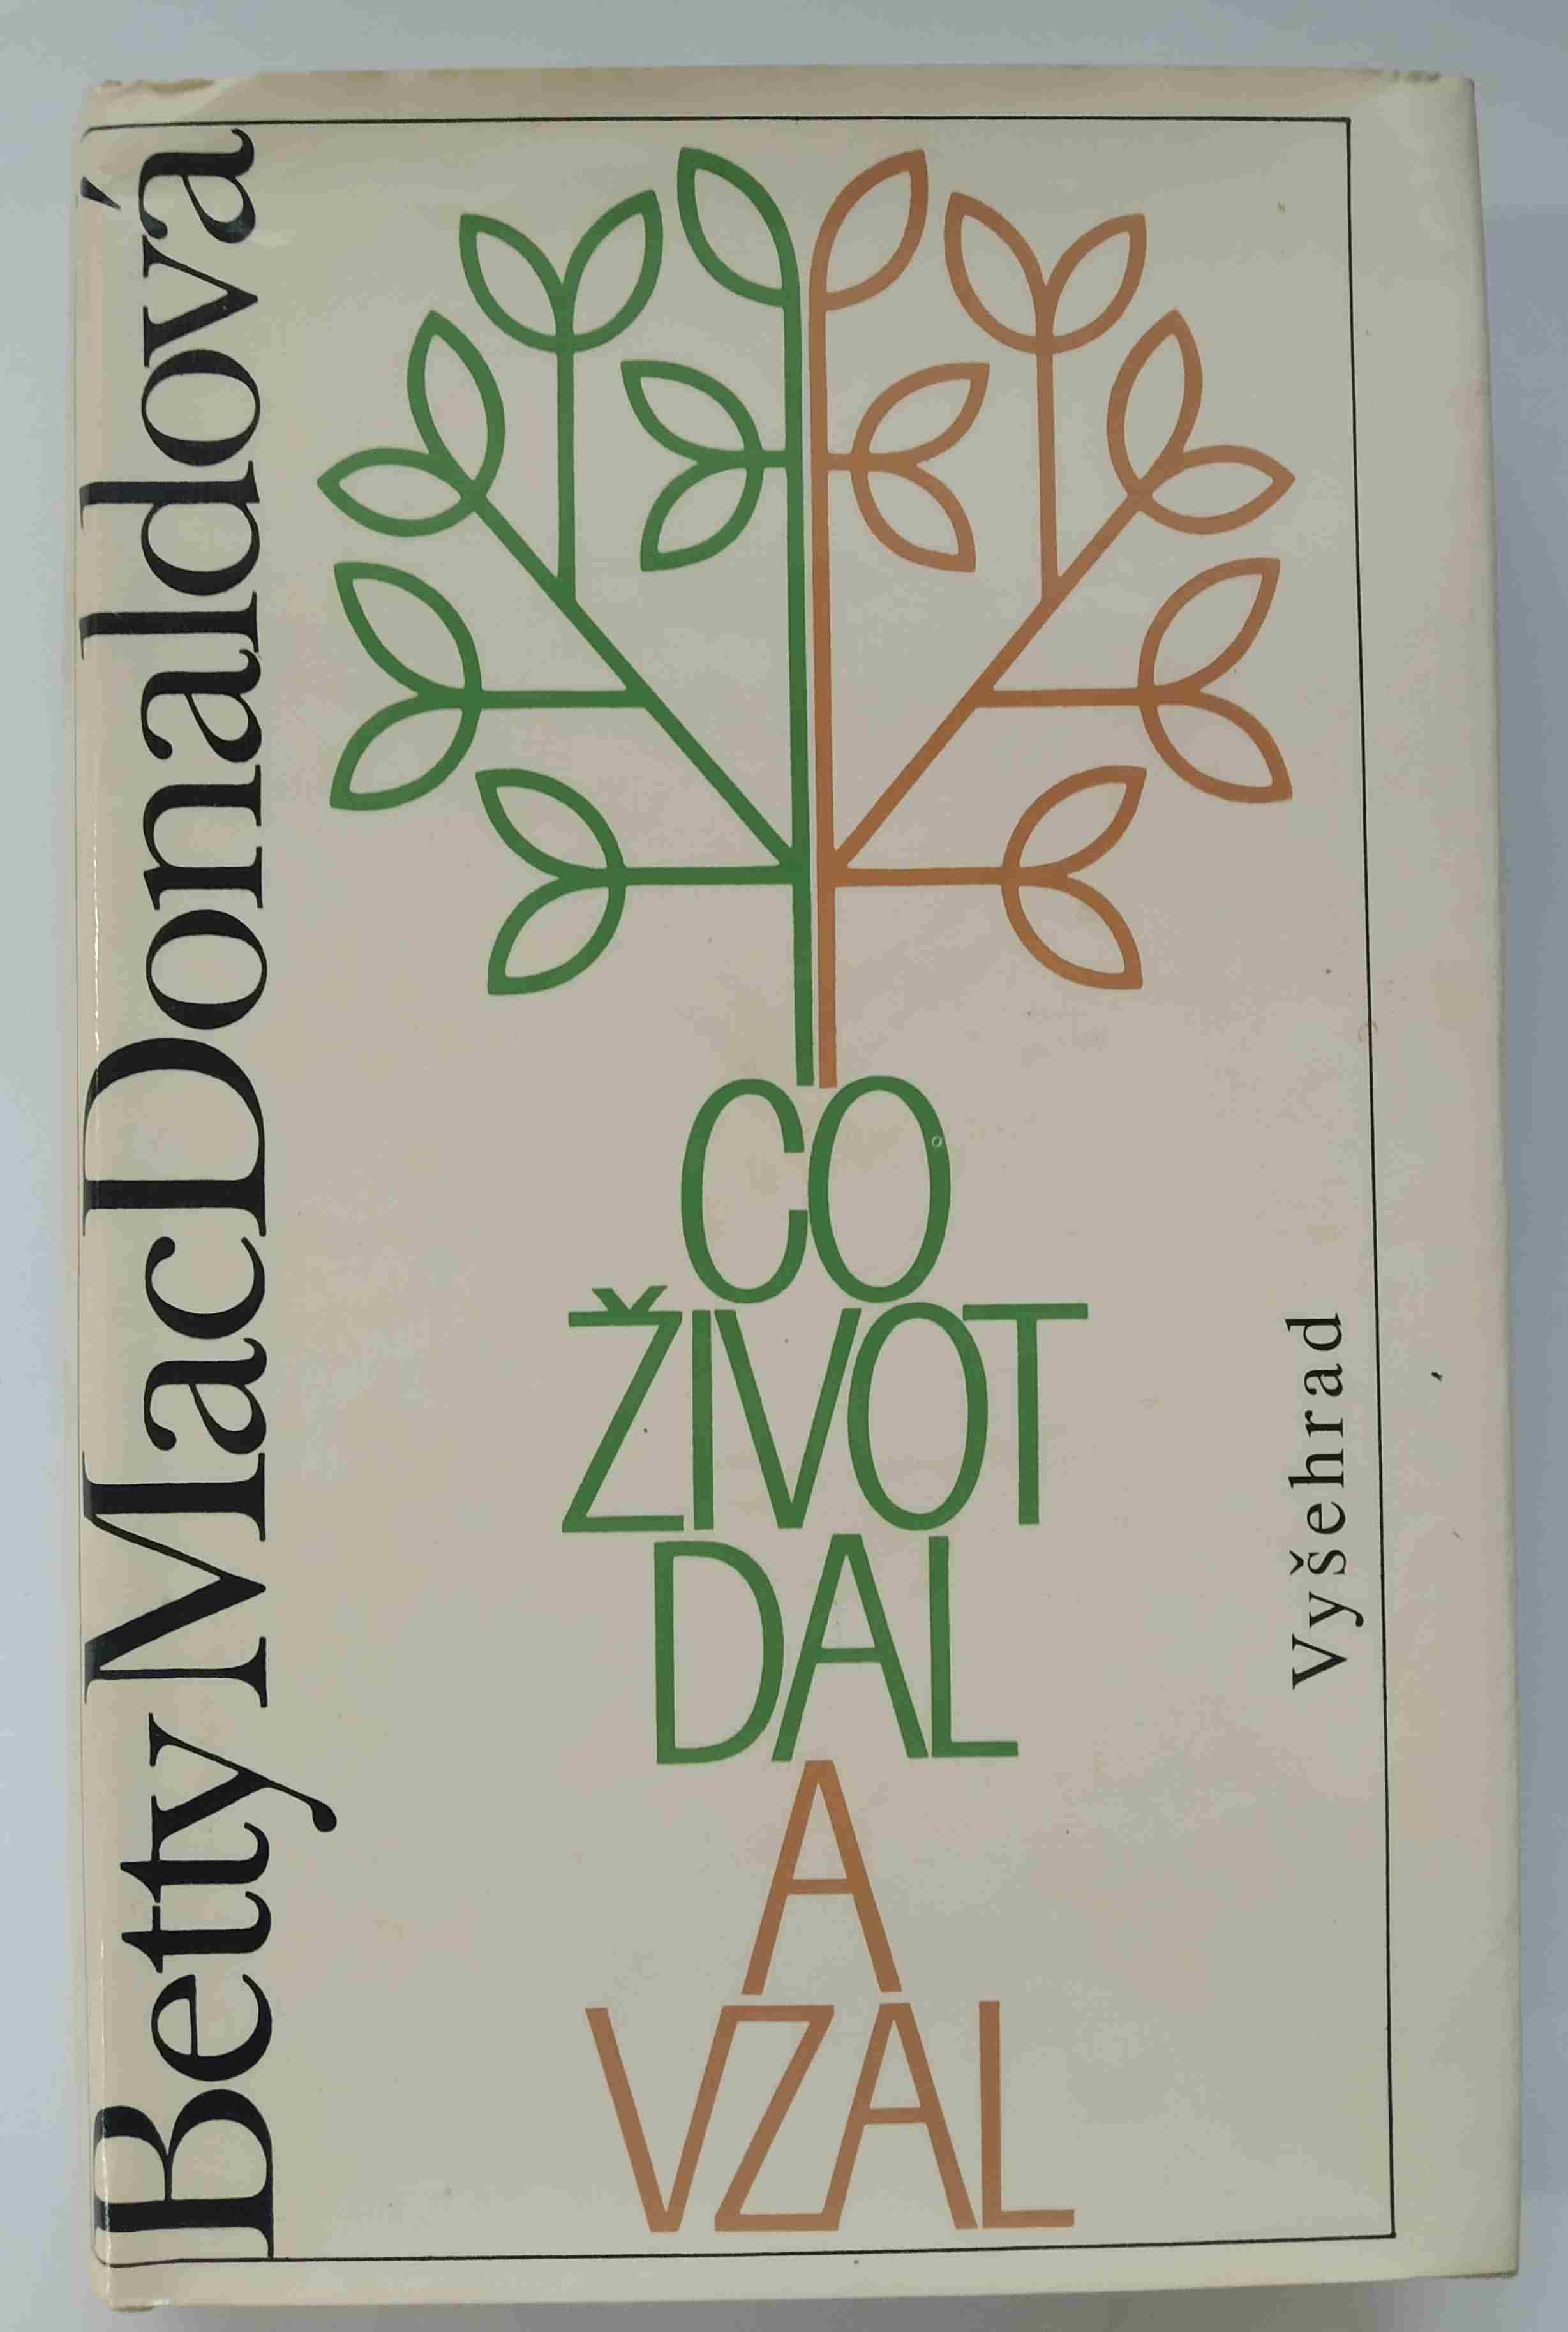 Betty MacDonaldová
CO
ŽIVOT
DAL
A
VZAL
Vyšehrad